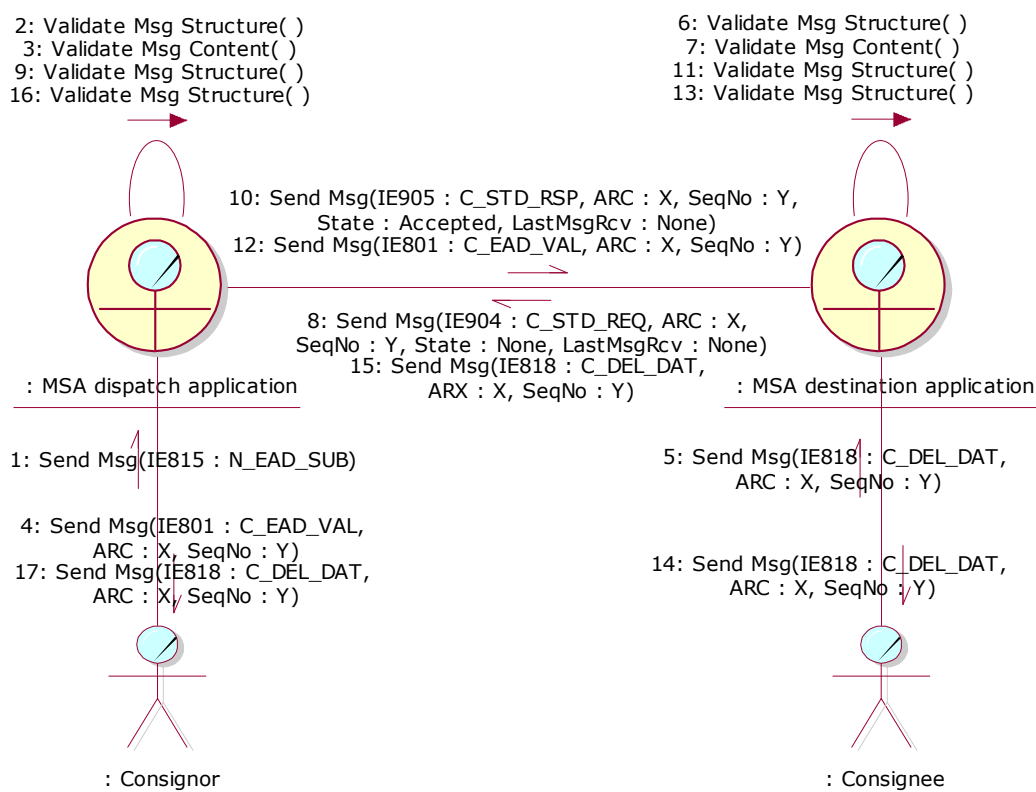 2: Validate Msg Structure( )
3: Validate Msg Content( )
9: Validate Msg Structure( )
16: Validate Msg Structure( )
6: Validate Msg Structure( )
7: Validate Msg Content( )
11: Validate Msg Structure( )
13: Validate Msg Structure( )
10: Send Msg(IE905 : C_STD_RSP, ARC : X, SeqNo : Y,
State : Accepted, LastMsgRcv : None)
12: Send Msg(IE801 : C_EAD_VAL, ARC : X, SeqNo : Y)
8: Send Msg(IE904 : C_STD_REQ, ARC : X,
SeqNo : Y, State : None, LastMsgRcv : None)
15: Send Msg(IE818 : C_DEL_DAT,
ARX : X, SeqNo : Y)
: MSA dispatch application
: MSA destination application
1: Send Msg(IE815 : N_EAD_SUB)
4: Send Msg(IE801 : C_EAD_VAL,
ARC : X, SeqNo : Y)
17: Send Msg(IE818 : C_DEL_DAT,
ARC : X, SeqNo : Y)
5: Send Msg(IE818 : C_DEL_DAT,
ARC : X, SeqNo : Y)
14: Send Msg(IE818 : C_DEL_DAT,
ARC : X, SeqNo : Y)
: Consignor
: Consignee